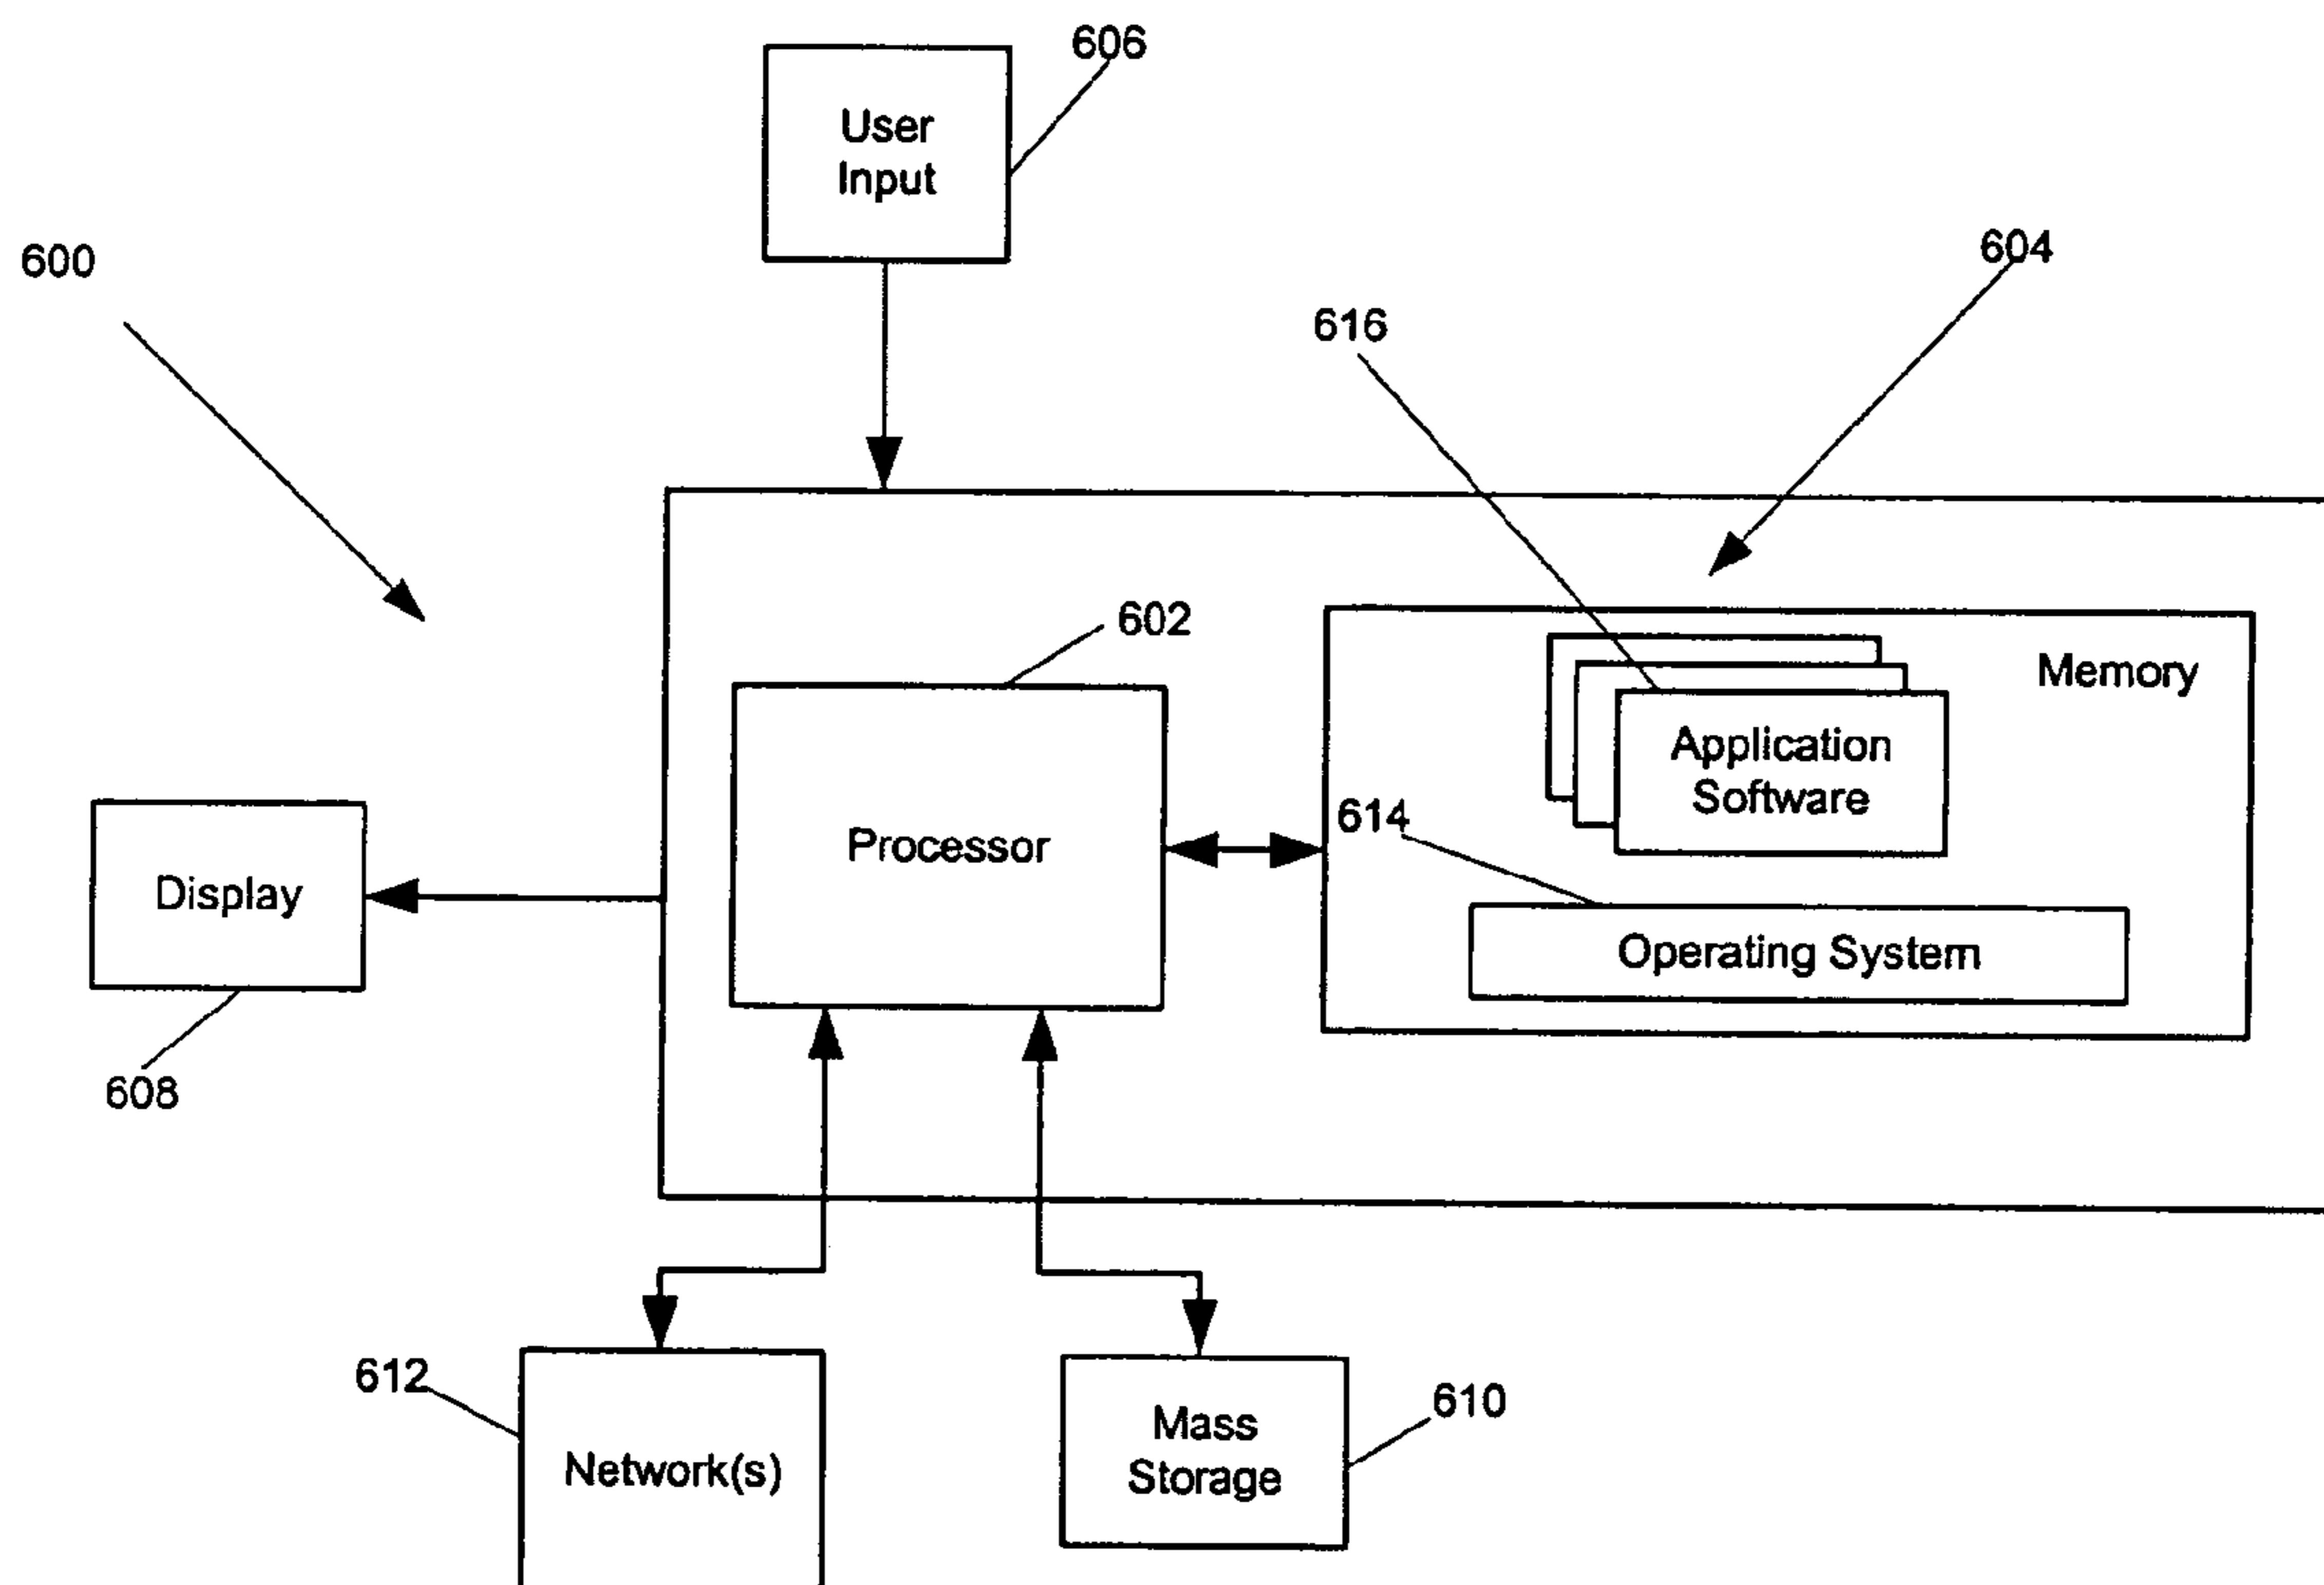 606
User
Input
600
604
616
602
Memory
Application
Software
614
Processor
Display
Operating System
608
612
610
Mass
Storage
Network(s)